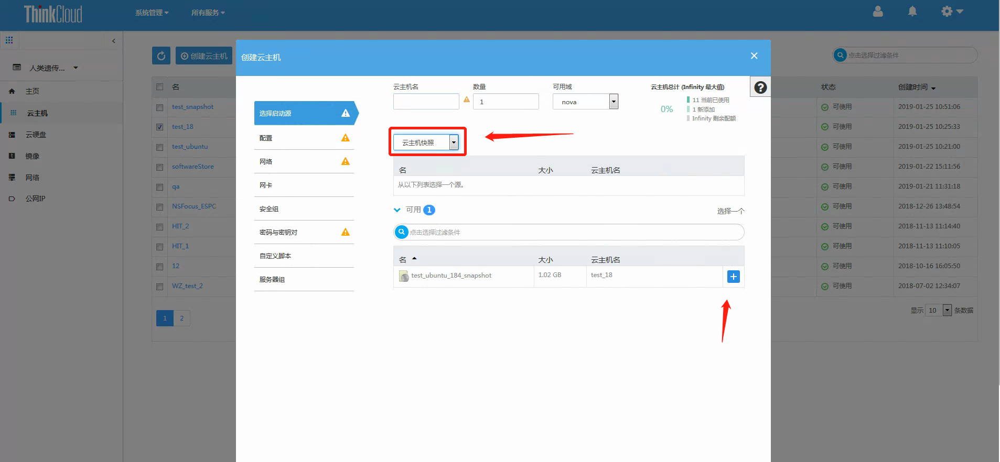 ThinkCloud
系统管理
所有服务
人类遗传...
主页
云主机
云硬盘
镜像
网络
公网IP
创建云主机
点击选择过滤条件
名
状态
创建时间
test_snapshot
可使用
2019-01-25 10:51:06
test_18
可使用
2019-01-25 10:25:33
test_ubuntu
可使用
2019-01-25 10:21:00
softwareStore
可使用
2019-01-22 15:11:56
qa
可使用
2019-01-21 11:31:18
NSFocus_ESPC
可使用
2018-12-26 13:48:54
HIT_2
可使用
2018-11-13 11:14:40
HIT_1
可使用
2018-11-13 11:10:05
12
可使用
2018-10-16 16:05:50
WZ_test_2
可使用
2018-07-02 12:34:07
1
2
显示 10 条数据
创建云主机
选择启动源
配置
网络
网卡
安全组
密码与密钥对
自定义脚本
服务器组
云主机名
数量
可用域
1
nova
云主机总计 (Infinity 最大值)
0%
11 当前已使用
1 新添加
Infinity 剩余配额
云主机快照
名 大小 云主机名
从以下列表选择一个源。
可用 1
选择一个
点击选择过滤条件
名 大小 云主机名
test_ubuntu_184_snapshot 1.02 GB test_18